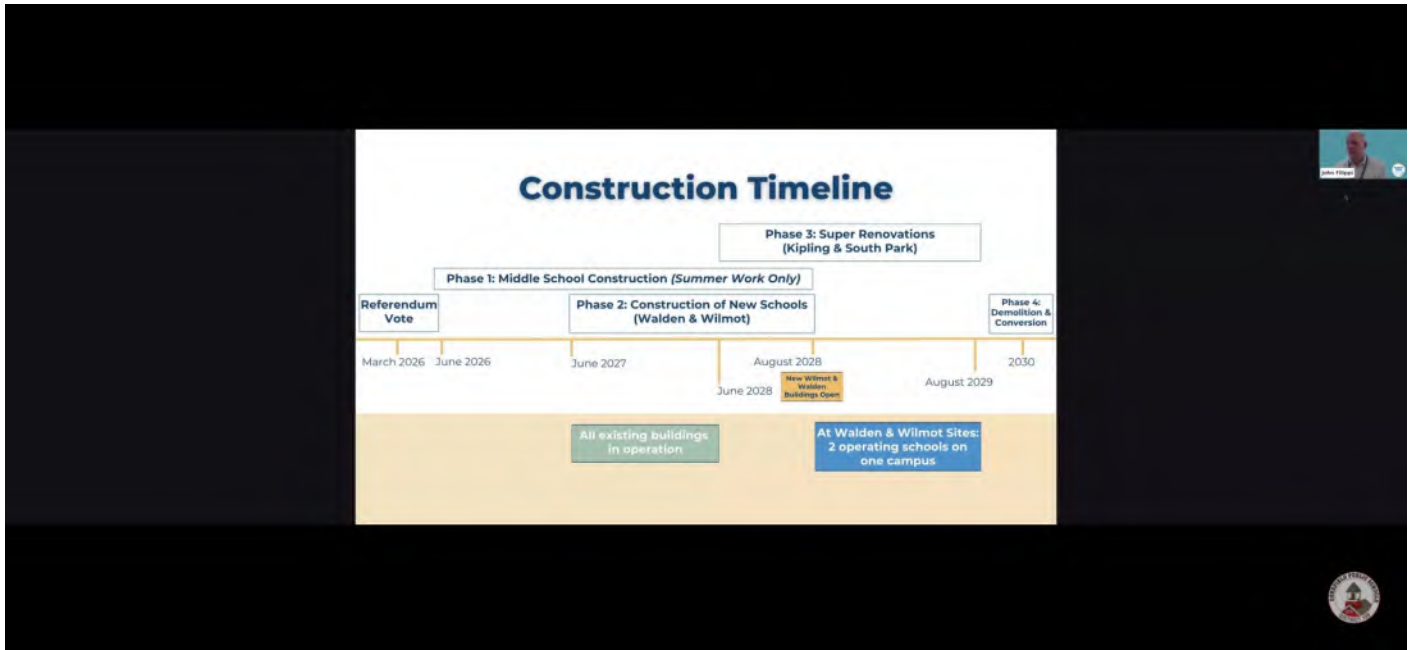 Construction Timeline
Phase 3: Super Renovations
(Kipling & South Park)
Phase 1: Middle School Construction (Summer Work Only)
Referendum
Vote
Phase 2: Construction of New Schools
(Walden & Wilmot)
Phase 4:
Demolition &
Conversion
March 2026
June 2026
June 2027
June 2028
August 2028
New Wilmot &
Walden
Buildings Open
August 2029
2030
All existing buildings
in operation
At Walden & Wilmot Sites:
2 operating schools on
one campus
John Filippi